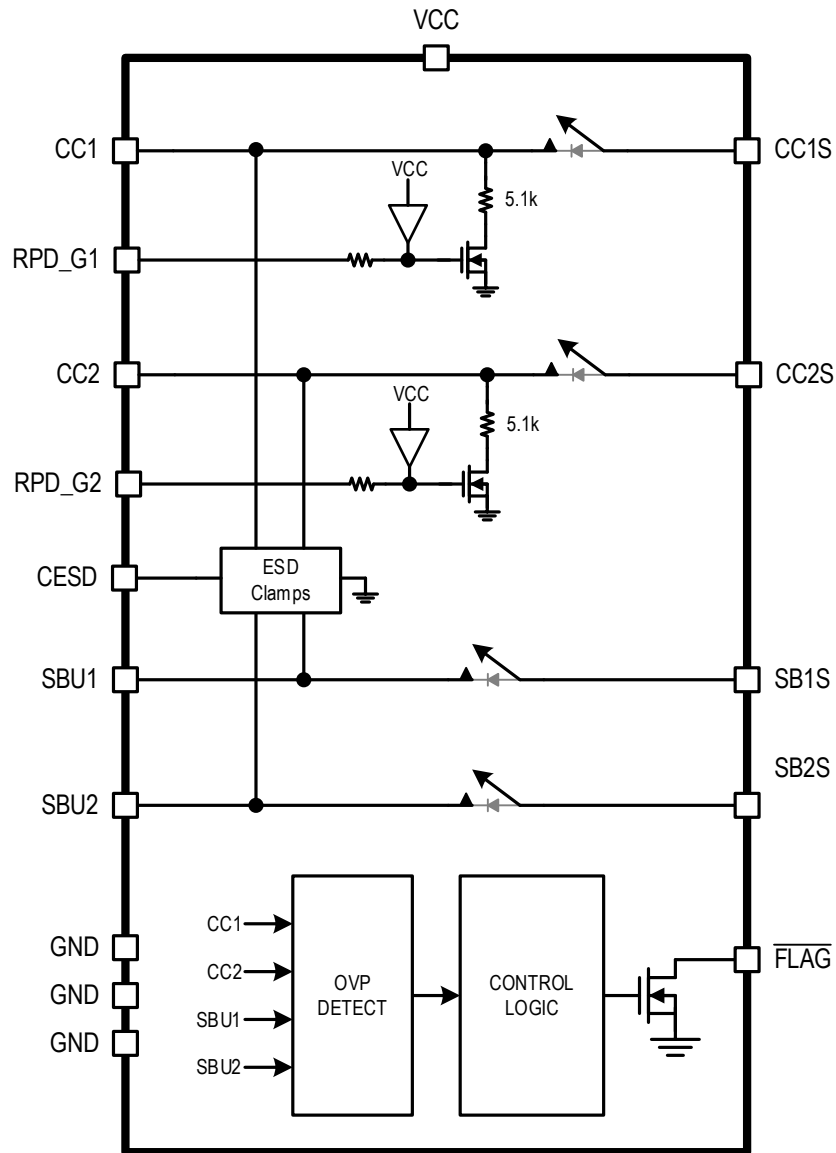 VCC
CC1
CC1S
VCC
5.1k
RPD_G1
CC2
CC2S
VCC
5.1k
RPD_G2
CESD
ESD
Clamps
SBU1
SB1S
SB2S
SBU2
GND
GND
GND
CC1
CC2
SBU1
SBU2
OVP
DETECT
CONTROL
LOGIC
FLAG